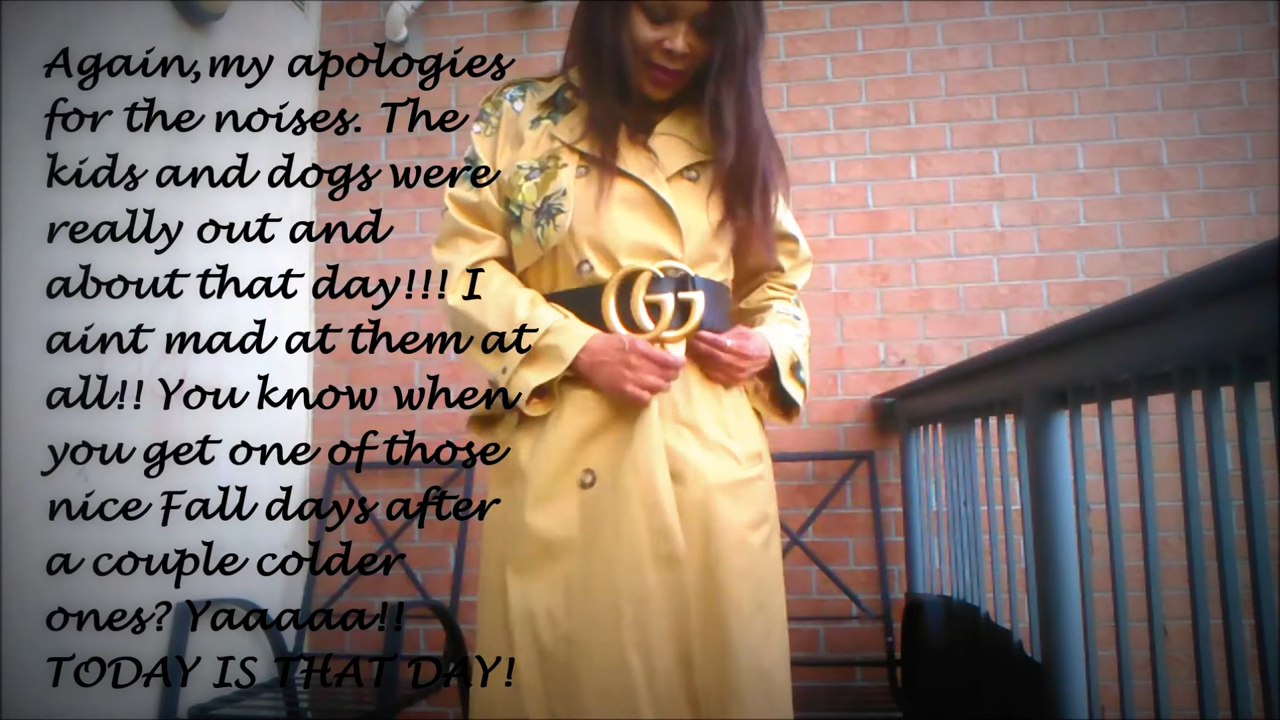 Again,my apologies
for the noises. The
kids and dogs were
really out and
about that day!!! I
aint mad at them at
all!! You know when
you get one of those
nice Fall days after
a couple colder
ones? Yaaaaa!!
TODAY IS THAT DAY!
GG